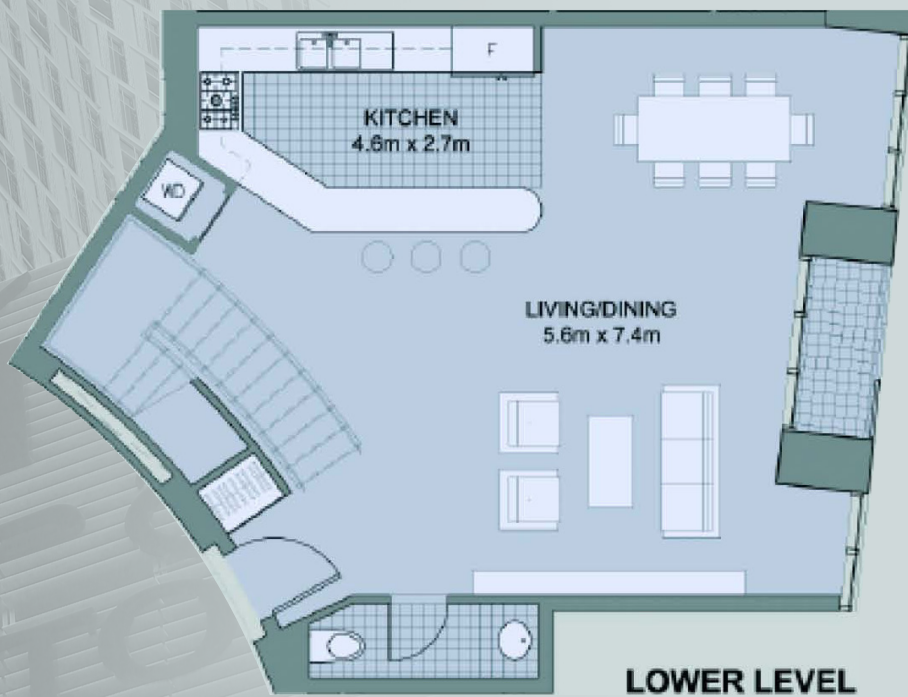 F
KITCHEN
4.6m x 2.7m
WD
LIVING/DINING
5.6m x 7.4m
LOWER LEVEL